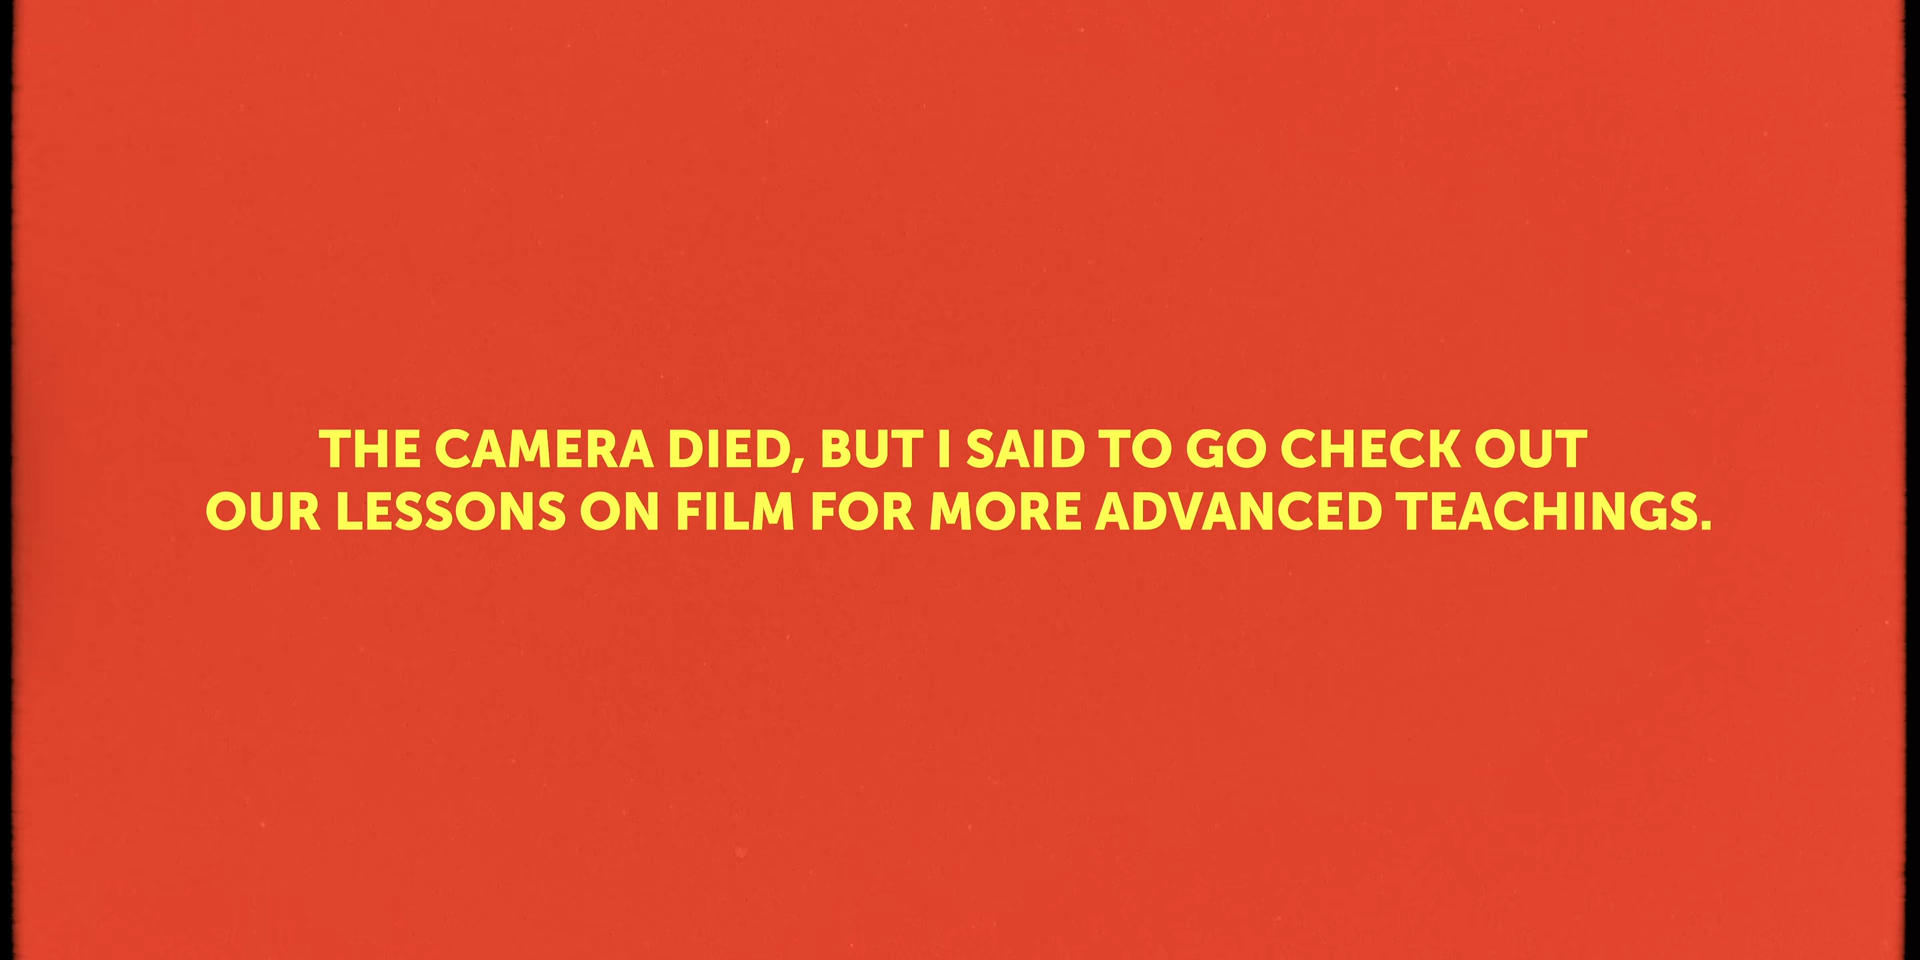 THE CAMERA DIED, BUT I SAID TO GO CHECK OUT
OUR LESSONS ON FILM FOR MORE ADVANCED TEACHINGS.